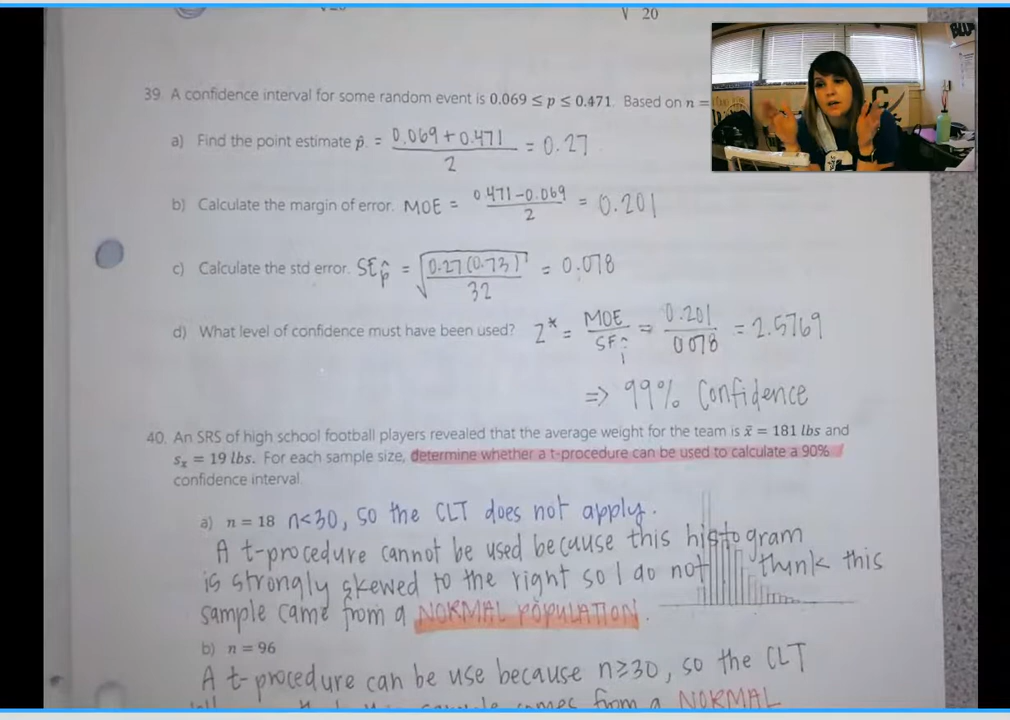 √ 20
39. A confidence interval for some random event is 0.069 ≤ p ≤ 0.471. Based on n =
a) Find the point estimate p̂. = (0.069 + 0.471)/2 = 0.27
b) Calculate the margin of error. MOE = (0.471 - 0.069)/2 = 0.201
c) Calculate the std error. SEp̂ = √(0.27(0.73)/32) = 0.078
d) What level of confidence must have been used? Z* = MOE/SE = 0.201/0.078 = 2.5769
⇒ 99% Confidence
40. An SRS of high school football players revealed that the average weight for the team is x̄ = 181 lbs and
sₓ = 19 lbs. For each sample size, determine whether a t-procedure can be used to calculate a 90%
confidence interval.
a) n = 18 n<30, so the CLT does not apply.
A t-procedure cannot be used because this histogram
is strongly skewed to the right so I do not think this
sample came from a NORMAL POPULATION.
b) n = 96
A t-procedure can be use because n≥30, so the CLT
comes from a NORMAL